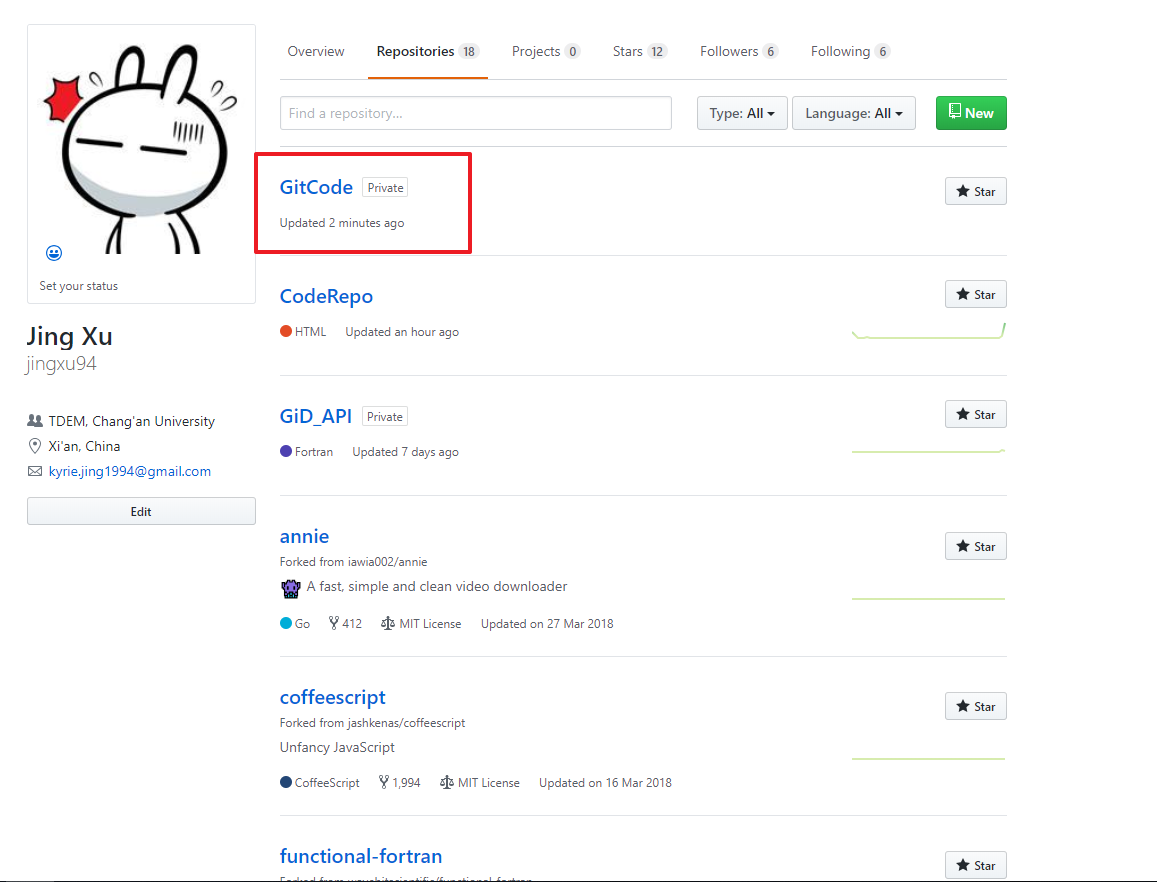 Overview Repositories 18 Projects 0 Stars 12 Followers 6 Following 6
Find a repository... Type: All Language: All New
GitCode Private Star
Updated 2 minutes ago
Set your status
CodeRepo Star
HTML Updated an hour ago
Jing Xu
jingxu94
TDEM, Chang'an University
Xi'an, China
kyrie.jing1994@gmail.com
Edit
GiD_API Private Star
Fortran Updated 7 days ago
annie Star
Forked from iawia002/annie
A fast, simple and clean video downloader
Go 412 MIT License Updated on 27 Mar 2018
coffeescript Star
Forked from jashkenas/coffeescript
Unfancy JavaScript
CoffeeScript 1,994 MIT License Updated on 16 Mar 2018
functional-fortran Star